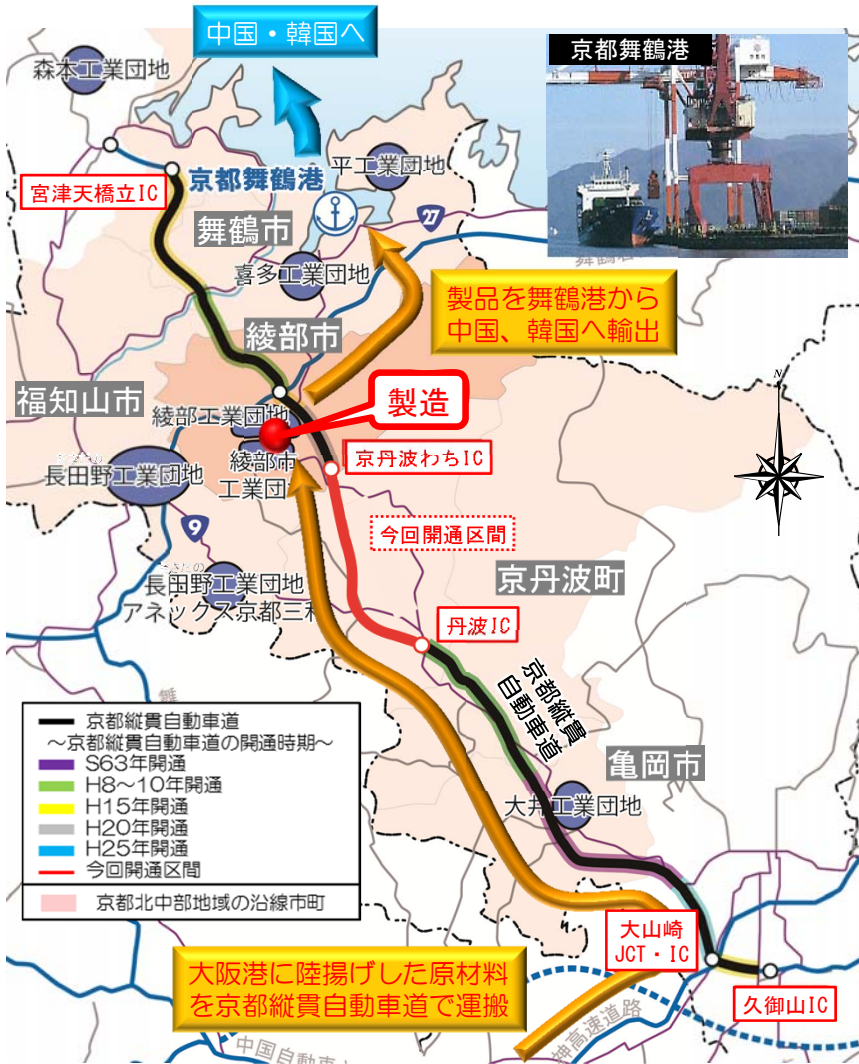 中国・韓国へ
京都舞鶴港
森本工業団地
宮津天橋立IC
京都舞鶴港
平工業団地
舞鶴市
27
喜多工業団地
製品を舞鶴港から
中国、韓国へ輸出
綾部市
N
福知山市
製造
綾部工業団地
綾部市
工業団
京丹波わちIC
長田野工業団地
9
今回開通区間
長田野工業団地
アネックス京都三和
京丹波町
丹波IC
京都縦貫
自動車道
京都縦貫自動車道
～京都縦貫自動車道の開通時期～
S63年開通
H8～10年開通
H15年開通
H20年開通
H25年開通
今回開通区間
京都北中部地域の沿線市町
亀岡市
大井工業団地
大山崎
JCT・IC
大阪港に陸揚げした原材料
を京都縦貫自動車道で運搬
久御山IC
神高速道路
中国自動車